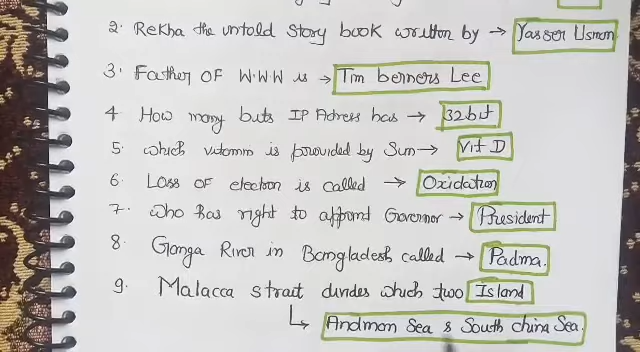 2. Rekha the untold Story book written by → Yasser Usman
3. Father OF W.W.W is → Tim berners Lee
4 How many bits IP Adress has → 32 bit
5. which vitamin is provided by Sun → Vit D
6. Loss OF electron is called → Oxidation
7. who has right to appoint Governor → President
8. Ganga River in Bangladesh called → Padma.
9. Malacca strait divides which two Island
↳ Andman Sea & South china Sea.